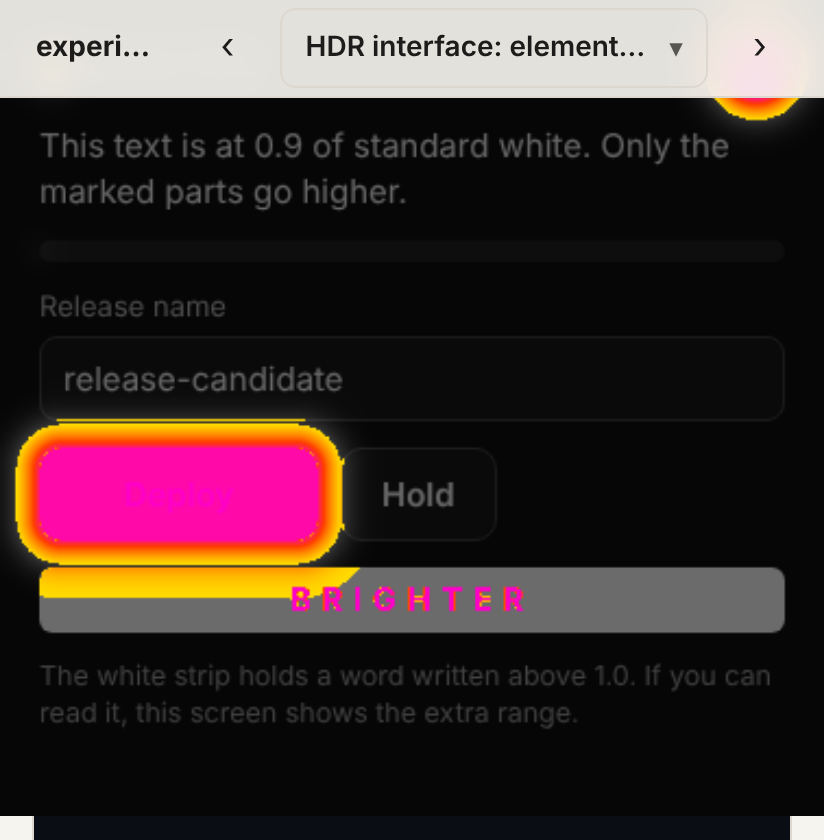 experi...
‹
HDR interface: element...
▼
›
This text is at 0.9 of standard white. Only the
marked parts go higher.
Release name
release-candidate
Deploy
Hold
BRIGHTER
The white strip holds a word written above 1.0. If you can
read it, this screen shows the extra range.